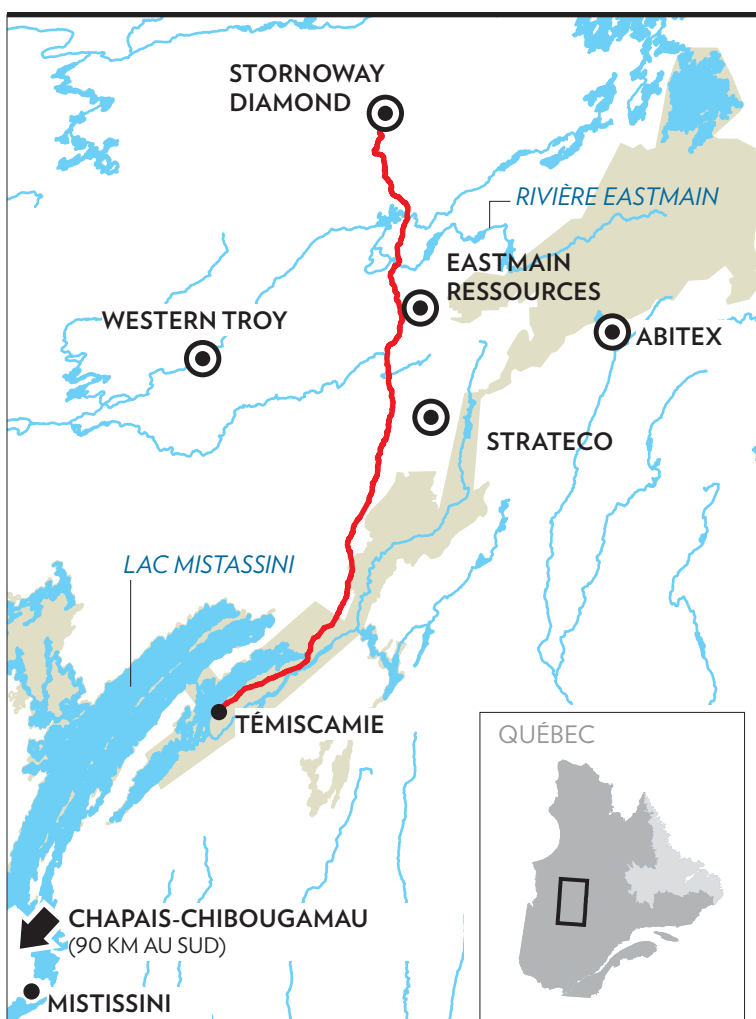 STORNOWAY
DIAMOND
RIVIÈRE EASTMAIN
EASTMAIN
RESSOURCES
WESTERN TROY
ABITEX
STRATECO
LAC MISTASSINI
TÉMISCAMIE
QUÉBEC
CHAPAIS-CHIBOUGAMAU
(90 KM AU SUD)
MISTISSINI